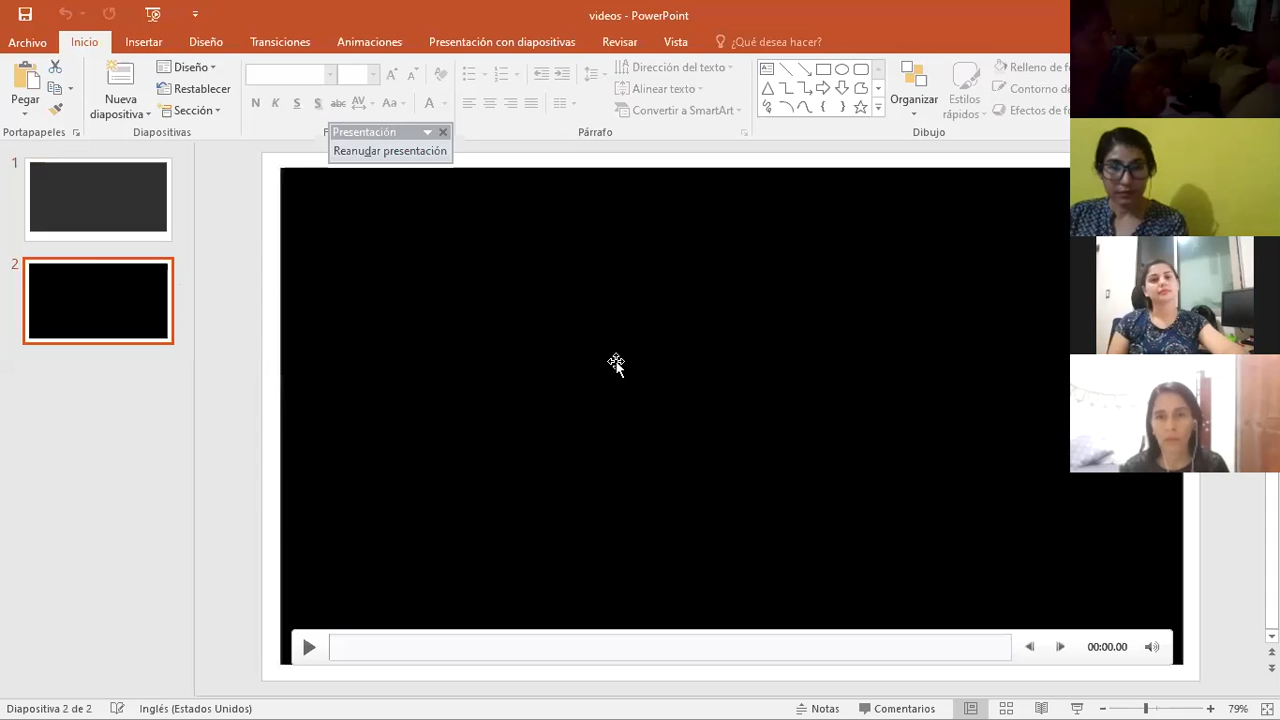 videos - PowerPoint
Archivo
Inicio
Insertar
Diseño
Transiciones
Animaciones
Presentación con diapositivas
Revisar
Vista
¿Qué desea hacer?
Pegar
Nueva
diapositiva
Diseño
Restablecer
Sección
N
K
S
S
abc
AV
Aa
A
Dirección del texto
Alinear texto
Convertir a SmartArt
Organizar
Estilos
rápidos
Relleno de
Contorno
Efectos de
Portapapeles
Diapositivas
Párrafo
Dibujo
Presentación
Reanudar presentación
1
2
00:00.00
Diapositiva 2 de 2
Inglés (Estados Unidos)
Notas
Comentarios
79%